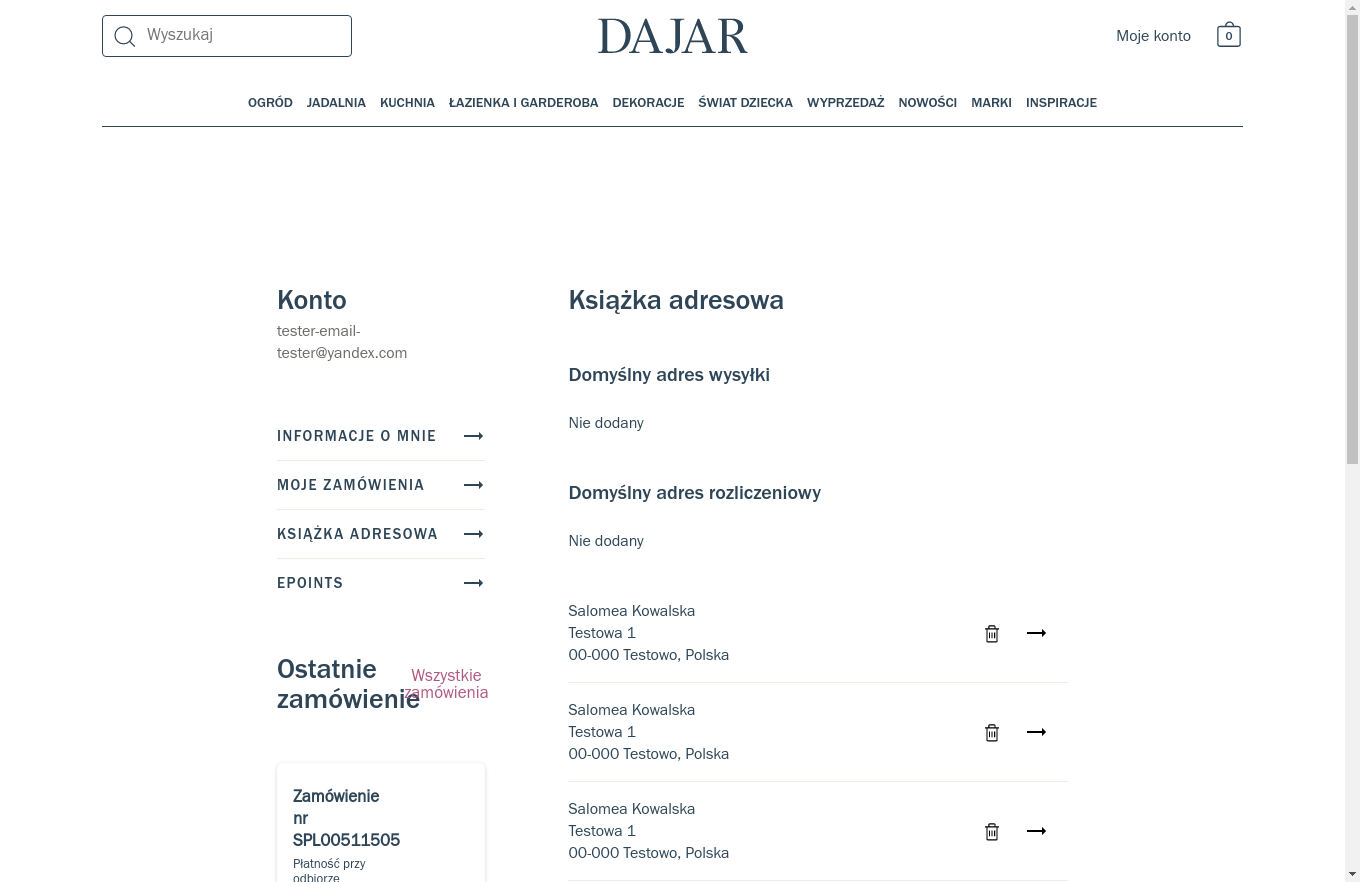 Wyszukaj
DAJAR
Moje konto
0
OGRÓD JADALNIA KUCHNIA ŁAZIENKA I GARDEROBA DEKORACJE ŚWIAT DZIECKA WYPRZEDAŻ NOWOŚCI MARKI INSPIRACJE
Konto
tester-email-
tester@yandex.com
INFORMACJE O MNIE
MOJE ZAMÓWIENIA
KSIĄŻKA ADRESOWA
EPOINTS
Ostatnie
zamówienie
Wszystkie
zamówienia
Zamówienie
nr
SPL00511505
Płatność przy
odbiorze
Książka adresowa
Domyślny adres wysyłki
Nie dodany
Domyślny adres rozliczeniowy
Nie dodany
Salomea Kowalska
Testowa 1
00-000 Testowo, Polska
Salomea Kowalska
Testowa 1
00-000 Testowo, Polska
Salomea Kowalska
Testowa 1
00-000 Testowo, Polska